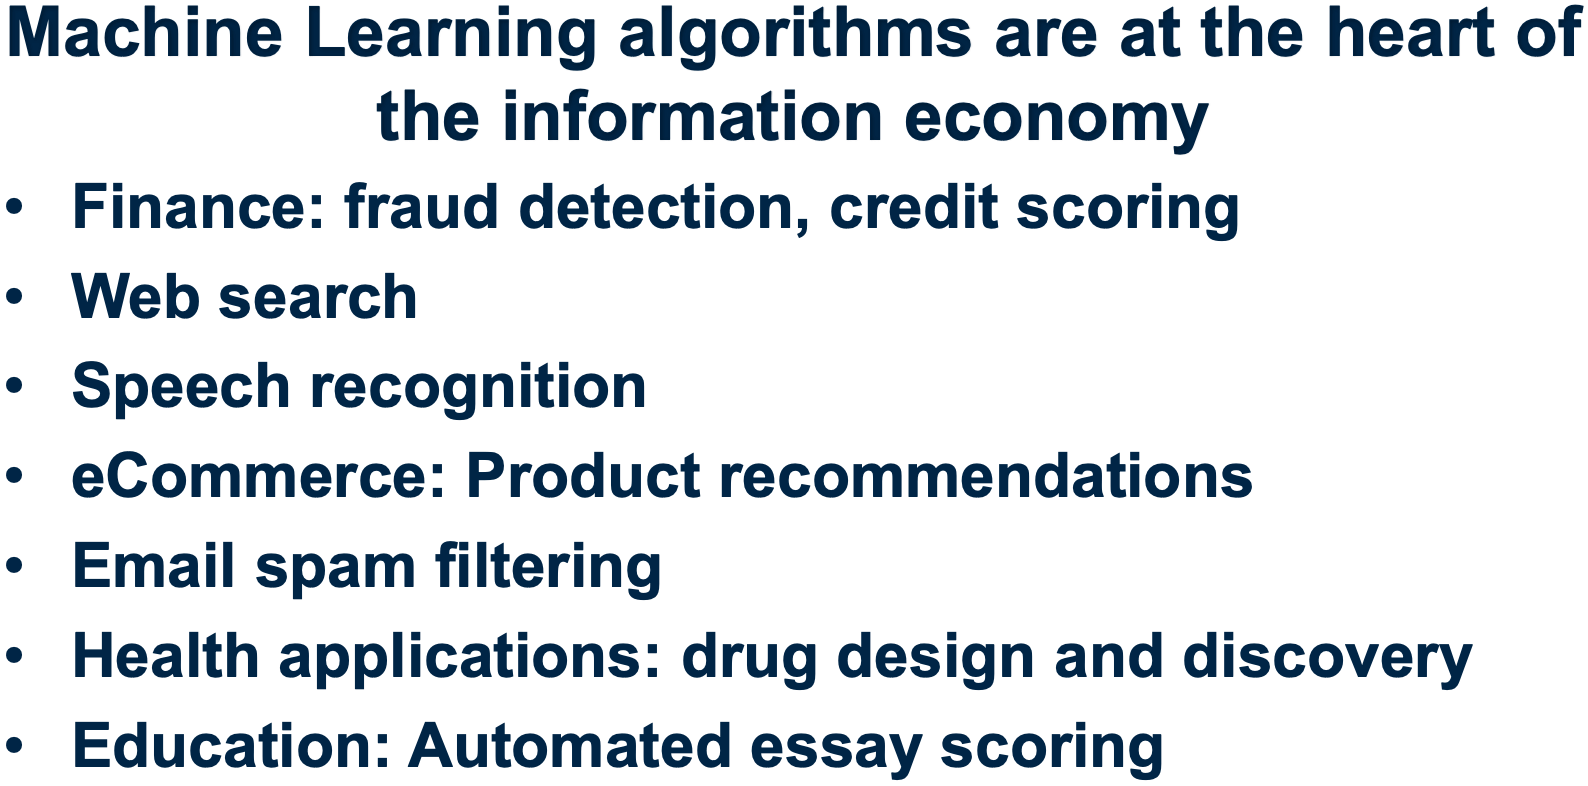 Machine Learning algorithms are at the heart of
the information economy
• Finance: fraud detection, credit scoring
• Web search
• Speech recognition
• eCommerce: Product recommendations
• Email spam filtering
• Health applications: drug design and discovery
• Education: Automated essay scoring